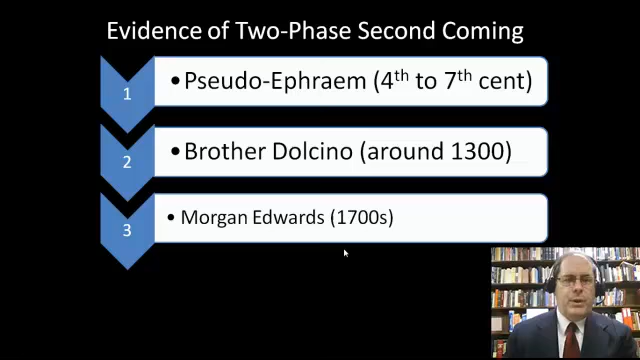 Evidence of Two-Phase Second Coming
1
•Pseudo-Ephraem (4th to 7th cent)
2
•Brother Dolcino (around 1300)
3
• Morgan Edwards (1700s)